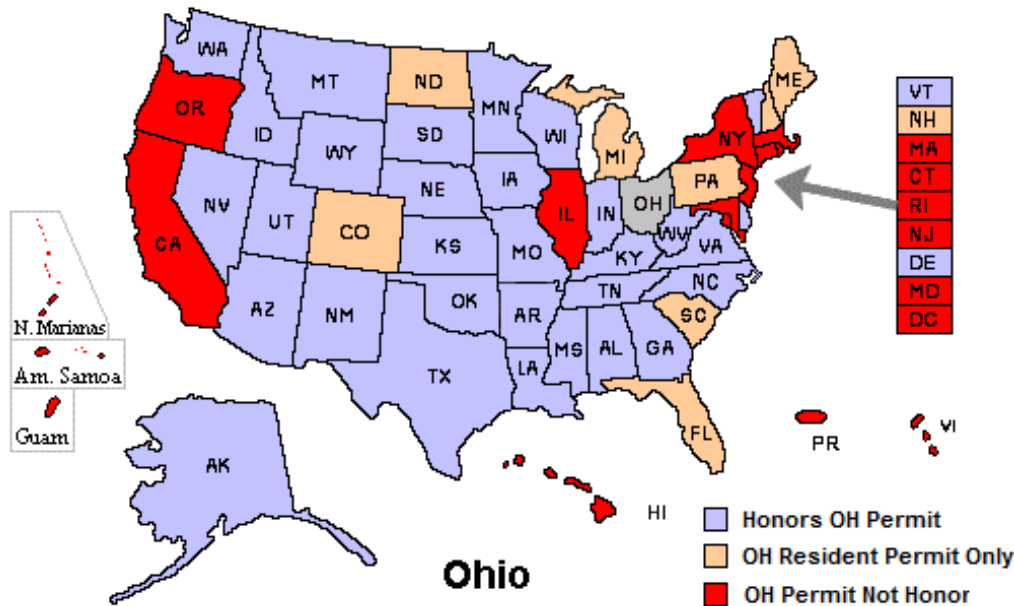 WA
MT
ND
MN
ME
VT
OR
NH
ID
SD
WI
NY
MA
WY
MI
CT
PA
RI
NE
IA
NJ
NV
OH
IL
IN
DE
UT
CO
WV
MD
CA
KS
MO
VA
DC
KY
NC
TN
OK
AZ
NM
AR
SC
N. Marianas
MS
AL
GA
LA
Am. Samoa
TX
FL
Guam
PR
VI
AK
HI
Honors OH Permit
OH Resident Permit Only
Ohio
OH Permit Not Honor